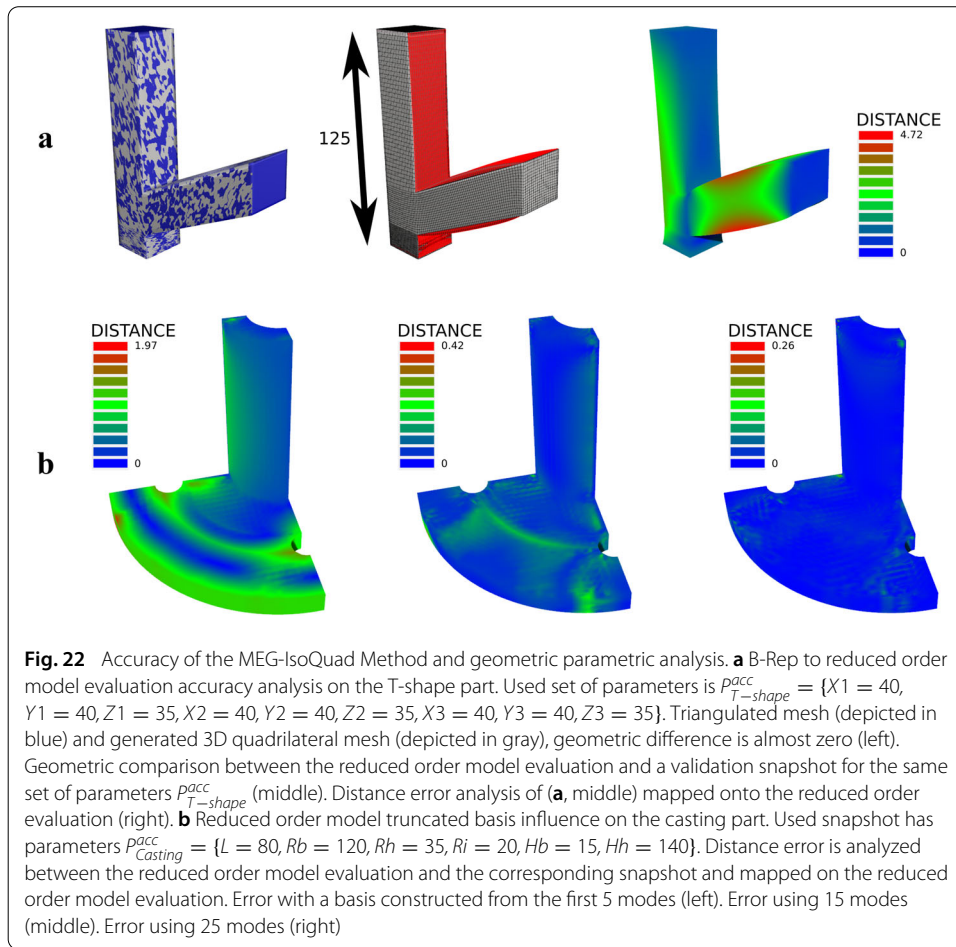 a
125
DISTANCE
4.72
0
b
DISTANCE
1.97
0
DISTANCE
0.42
0
DISTANCE
0.26
0
Fig. 22 Accuracy of the MEG-IsoQuad Method and geometric parametric analysis. a B-Rep to reduced order
model evaluation accuracy analysis on the T-shape part. Used set of parameters is $P^{acc}_{T-shape}$ = {X1 = 40,
Y1 = 40, Z1 = 35, X2 = 40, Y2 = 40, Z2 = 35, X3 = 40, Y3 = 40, Z3 = 35}. Triangulated mesh (depicted in
blue) and generated 3D quadrilateral mesh (depicted in gray), geometric difference is almost zero (left).
Geometric comparison between the reduced order model evaluation and a validation snapshot for the same
set of parameters $P^{acc}_{T-shape}$ (middle). Distance error analysis of (a, middle) mapped onto the reduced order
evaluation (right). b Reduced order model truncated basis influence on the casting part. Used snapshot has
parameters $P^{acc}_{Casting}$ = {L = 80, Rb = 120, Rh = 35, Ri = 20, Hb = 15, Hh = 140}. Distance error is analyzed
between the reduced order model evaluation and the corresponding snapshot and mapped on the reduced
order model evaluation. Error with a basis constructed from the first 5 modes (left). Error using 15 modes
(middle). Error using 25 modes (right)